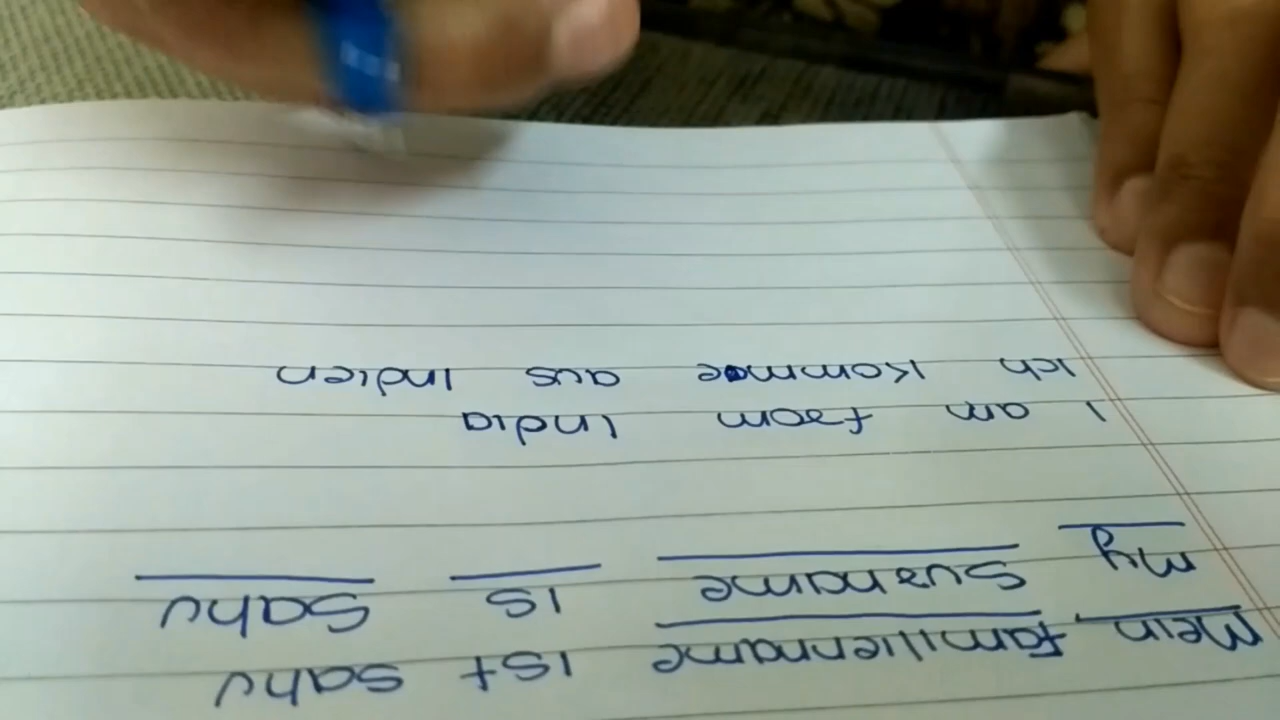 Mein familienname ist Sahu
My Surname is Sahu
I am from India
Ich Komme aus Indien